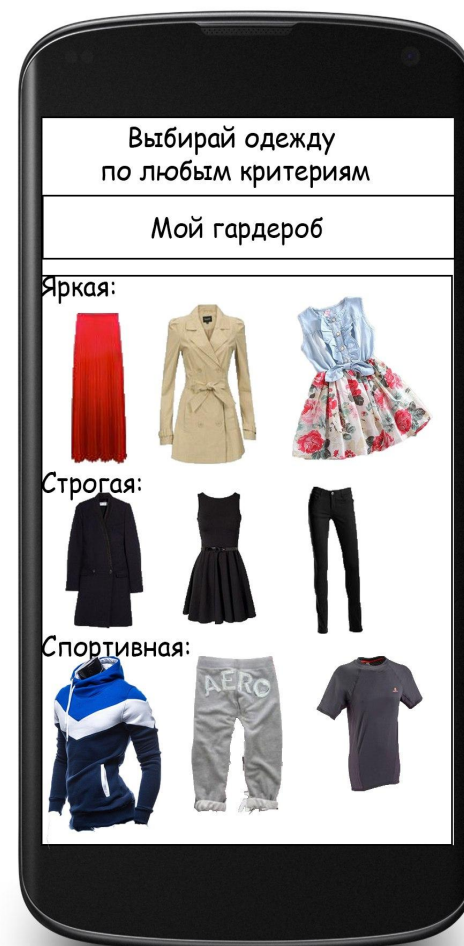 Выбирай одежду
по любым критериям
Мой гардероб
Яркая:
Строгая:
Спортивная:
AERO